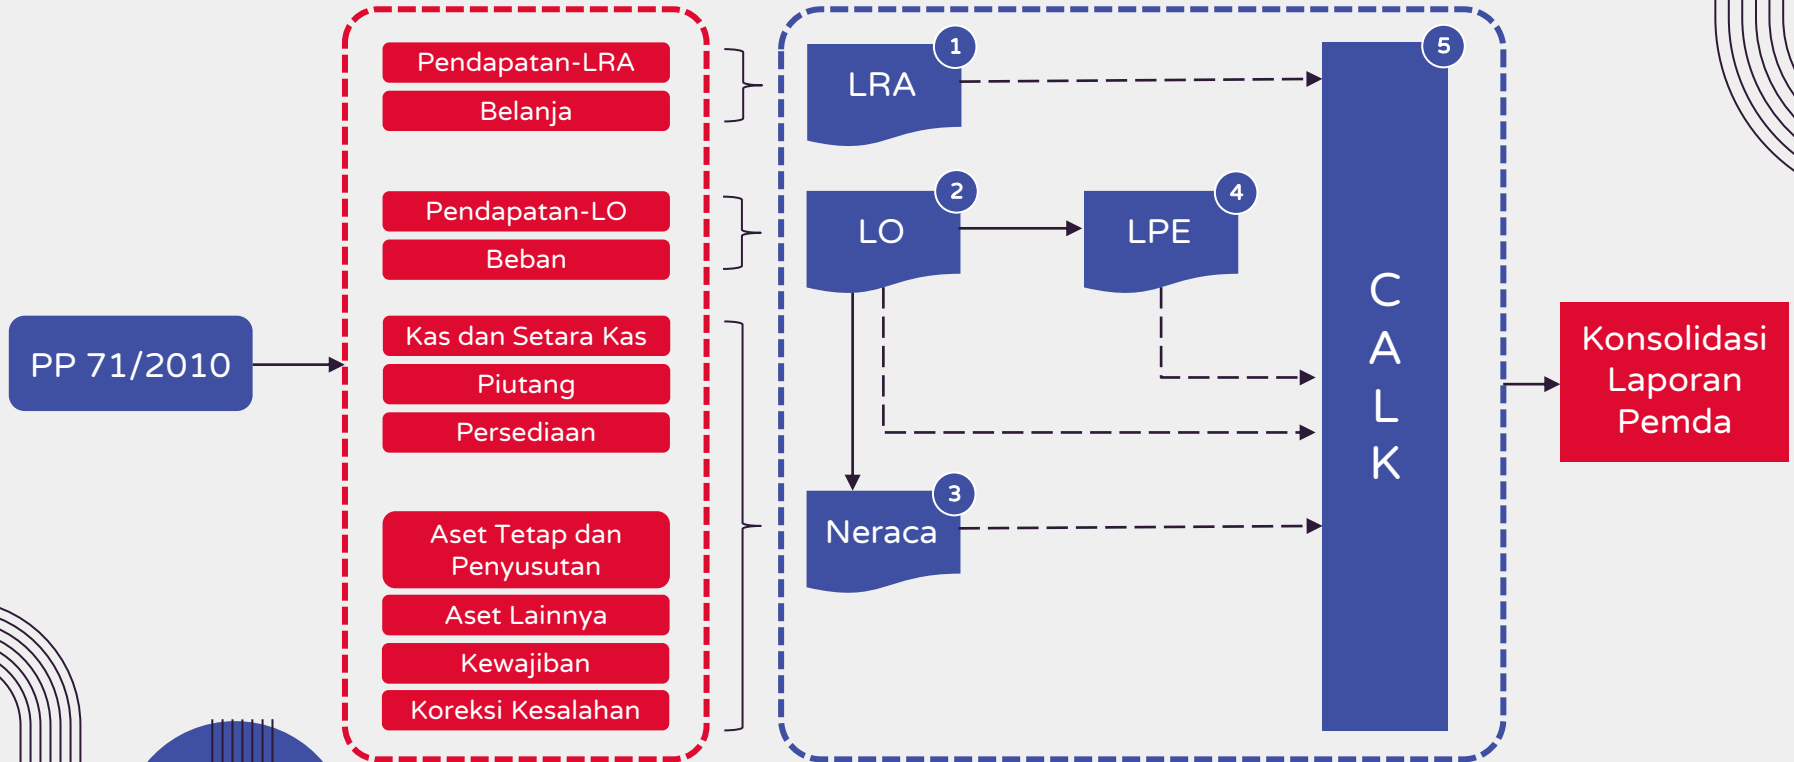 PP 71/2010
Pendapatan-LRA
Belanja
Pendapatan-LO
Beban
Kas dan Setara Kas
Piutang
Persediaan
Aset Tetap dan
Penyusutan
Aset Lainnya
Kewajiban
Koreksi Kesalahan
1
LRA
2
LO
4
LPE
3
Neraca
5
C
A
L
K
Konsolidasi
Laporan
Pemda